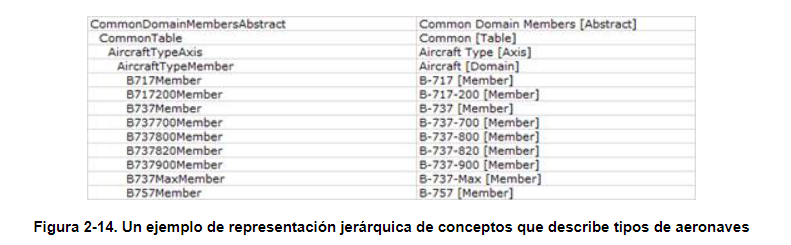 CommonDomainMembersAbstract Common Domain Members [Abstract]
CommonTable Common [Table]
AircraftTypeAxis Aircraft Type [Axis]
AircraftTypeMember Aircraft [Domain]
B717Member B-717 [Member]
B717200Member B-717-200 [Member]
B737Member B-737 [Member]
B737700Member B-737-700 [Member]
B737800Member B-737-800 [Member]
B737820Member B-737-820 [Member]
B737900Member B-737-900 [Member]
B737MaxMember B-737-Max [Member]
B757Member B-757 [Member]
Figura 2-14. Un ejemplo de representación jerárquica de conceptos que describe tipos de aeronaves